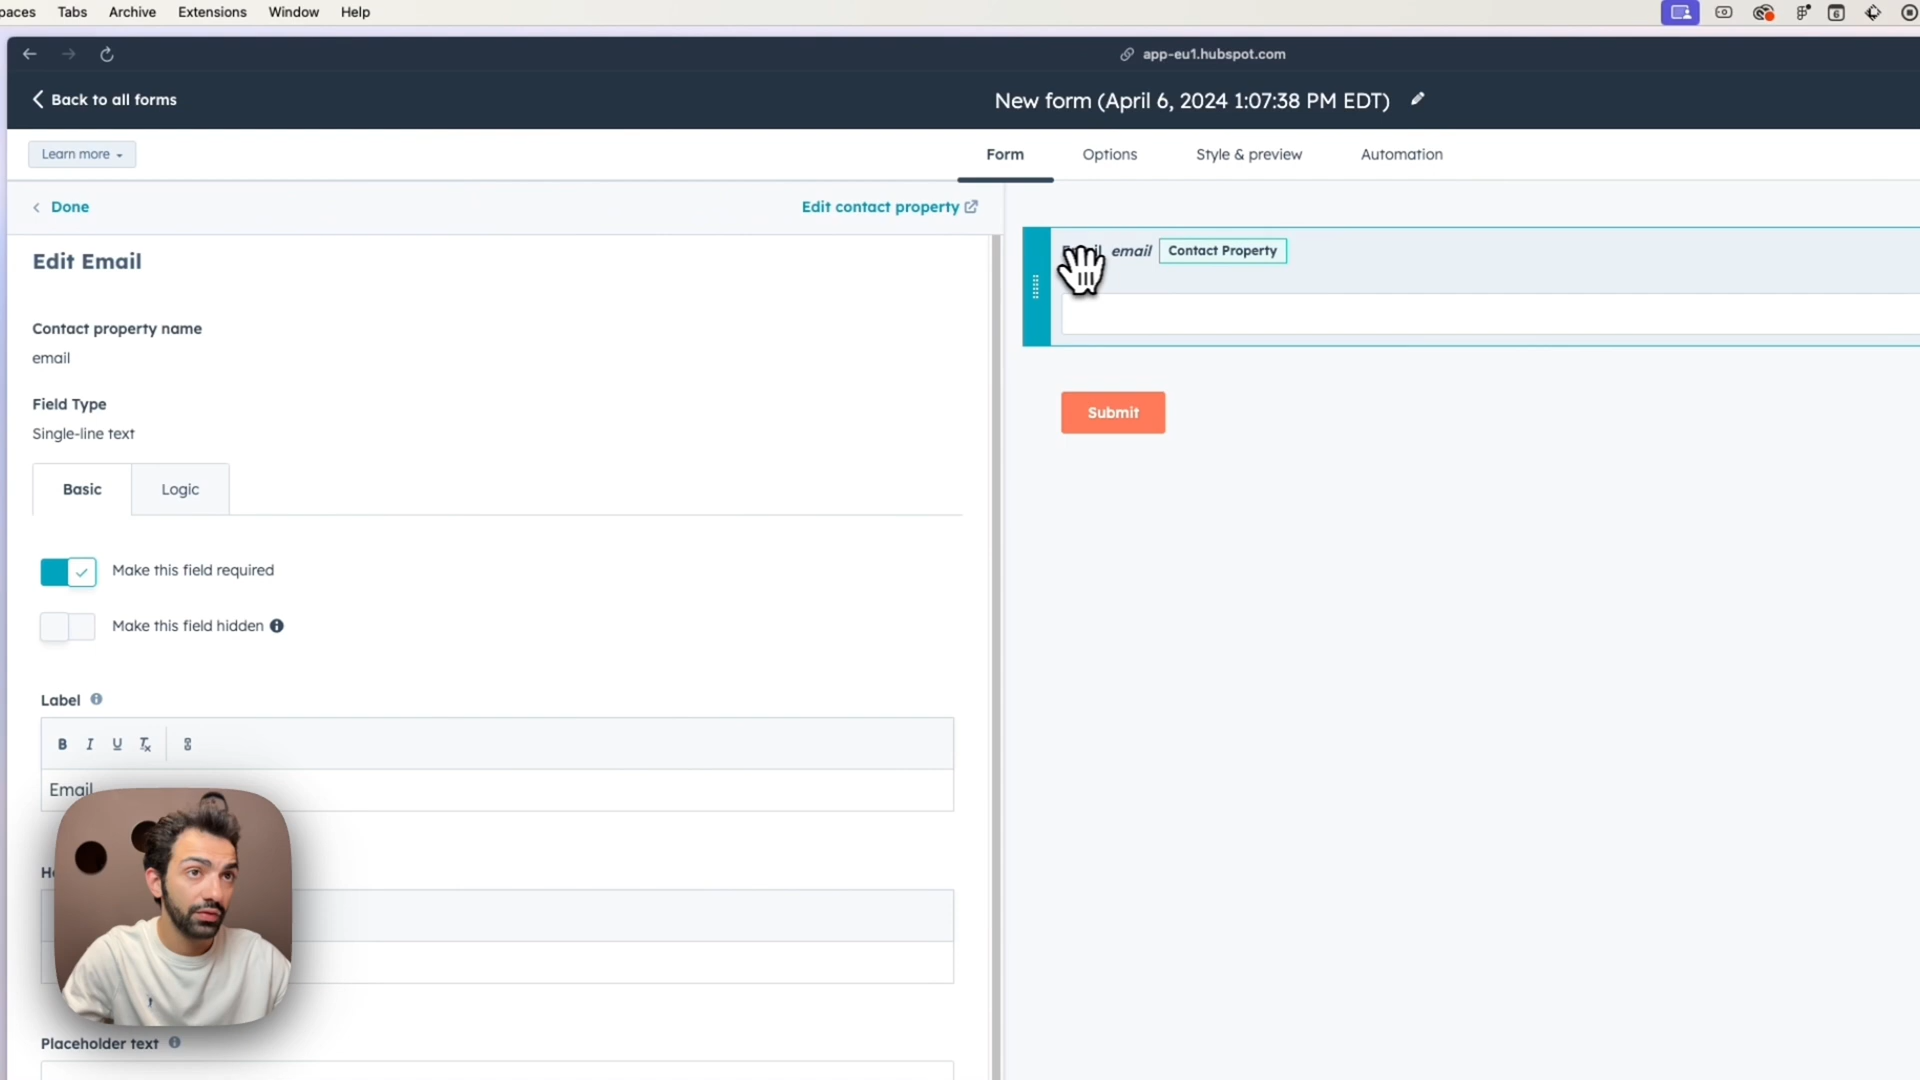 paces Tabs Archive Extensions Window Help
6
app-eu1.hubspot.com
Back to all forms
New form (April 6, 2024 1:07:38 PM EDT)
Learn more
Form Options Style & preview Automation
Done
Edit contact property
Edit Email
email Contact Property
Contact property name
email
Field Type
Single-line text
Submit
Basic Logic
Make this field required
Make this field hidden
Label
B I U Tx
Email
Placeholder text